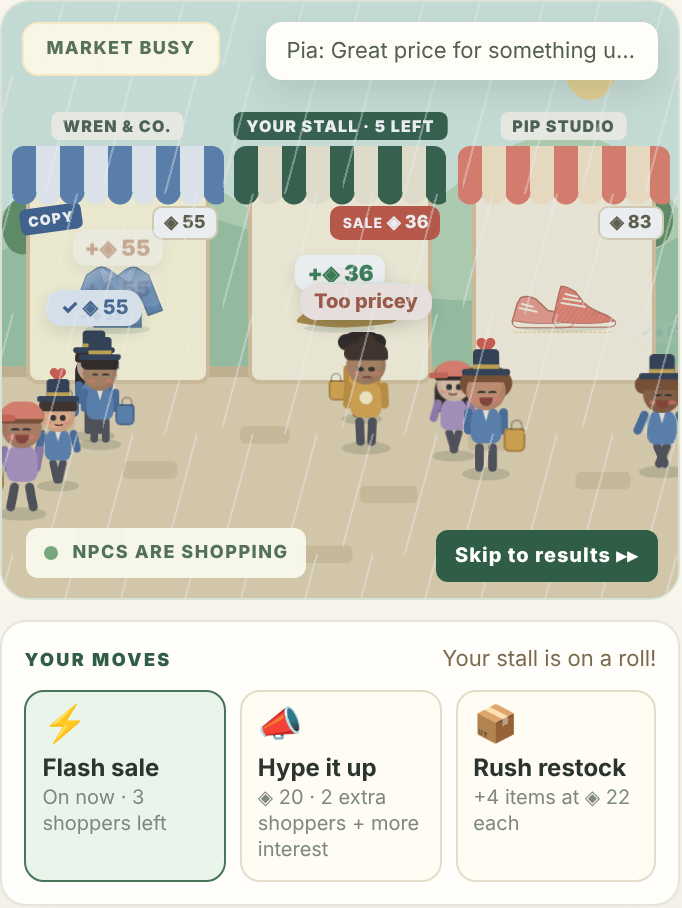 MARKET BUSY
Pia: Great price for something u...
WREN & CO.
YOUR STALL · 5 LEFT
PIP STUDIO
COPY
◈ 55
SALE ◈ 36
◈ 83
+◈ 55
+◈ 36
✓ ◈ 55
Too pricey
NPCS ARE SHOPPING
Skip to results ▸▸
YOUR MOVES
Your stall is on a roll!
⚡
📣
📦
Flash sale
On now · 3
shoppers left
Hype it up
◈ 20 · 2 extra
shoppers + more
interest
Rush restock
+4 items at ◈ 22
each